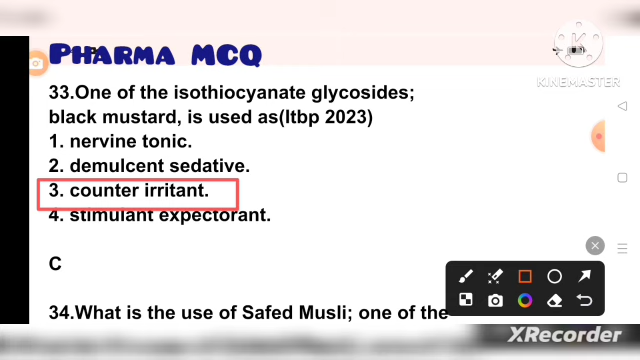 PHARMA MCQ
KINEMASTER
33.One of the isothiocyanate glycosides;
black mustard, is used as(Itbp 2023)
1. nervine tonic.
2. demulcent sedative.
3. counter irritant.
4. stimulant expectorant.
C
34.What is the use of Safed Musli; one of the
XRecorder